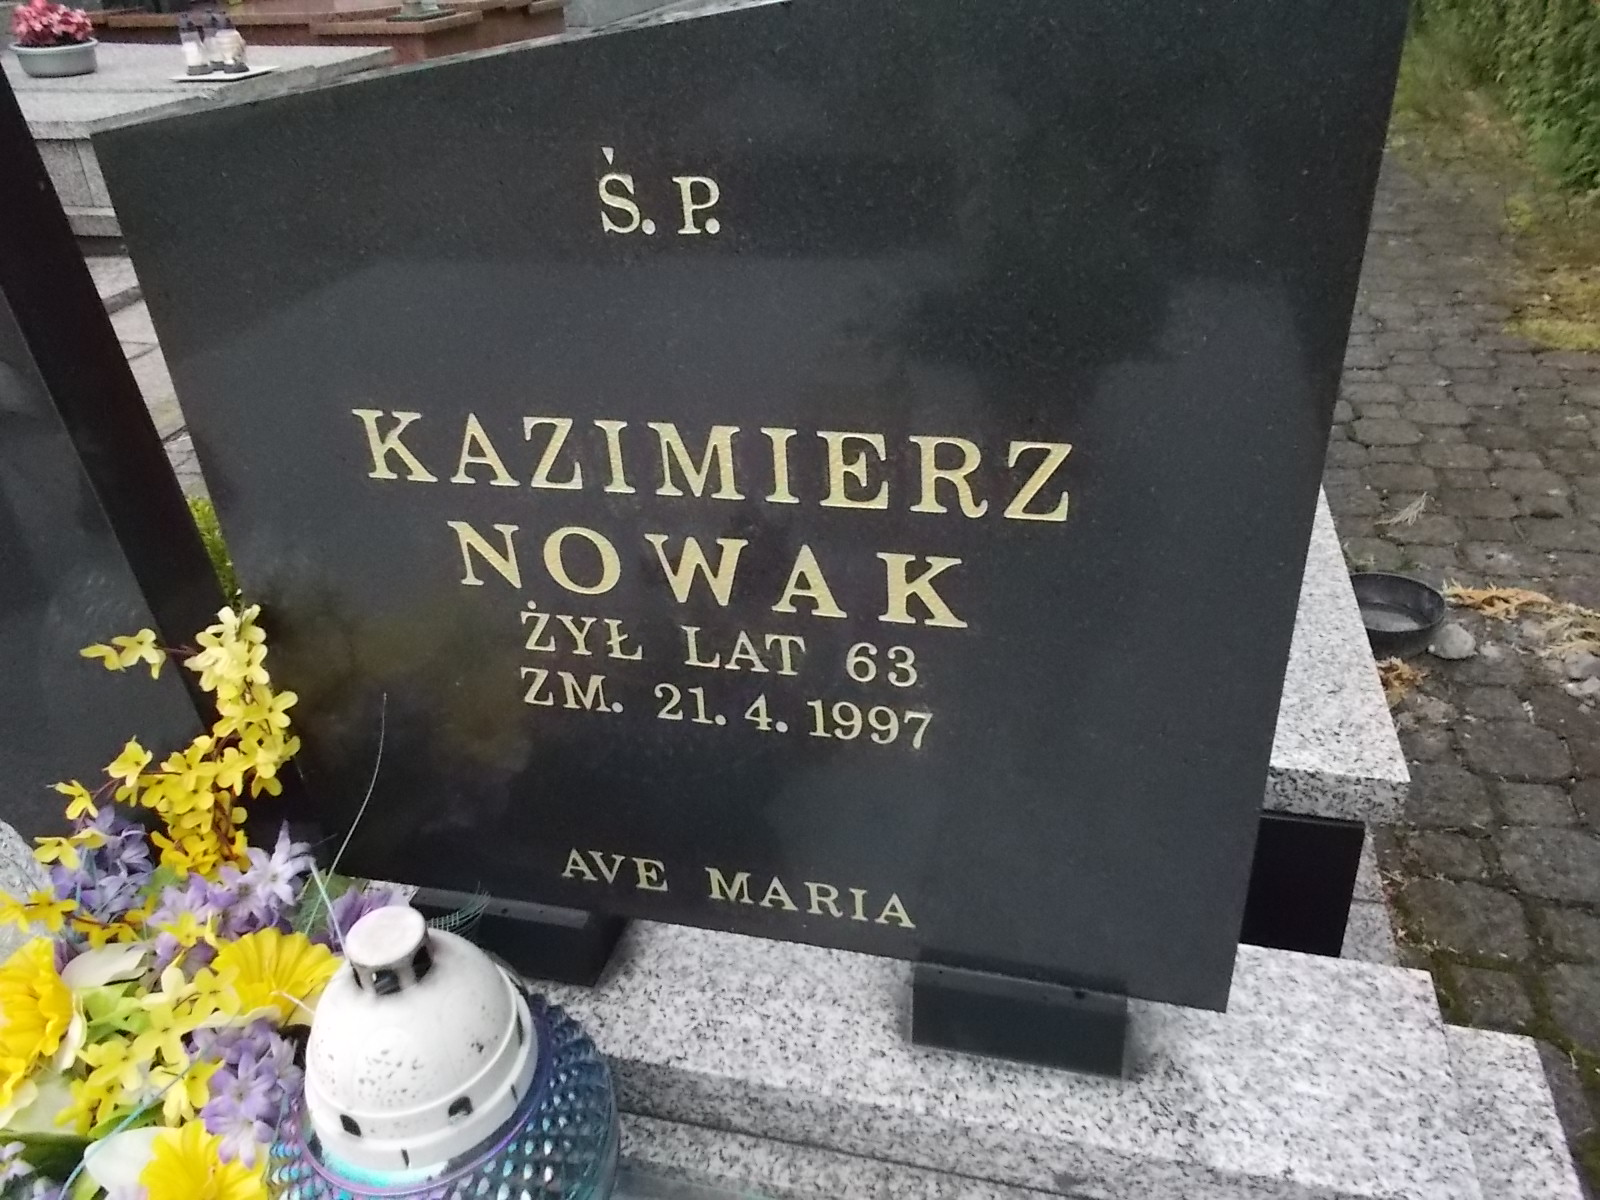 Ś. P.
KAZIMIERZ
NOWAK
ŻYŁ LAT 63
ZM. 21. 4. 1997
AVE MARIA